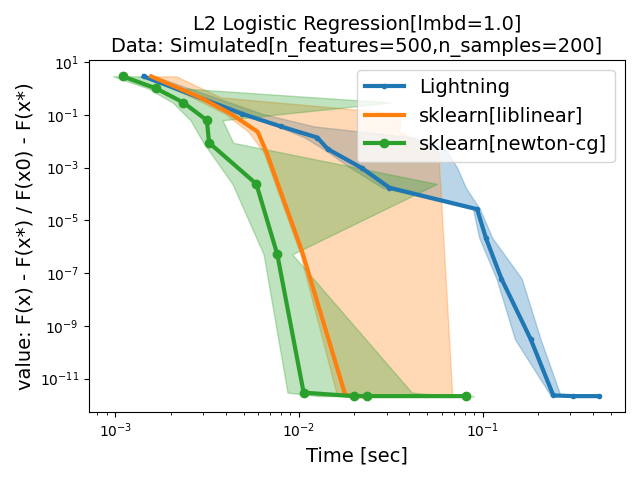 L2 Logistic Regression[lmbd=1.0]
Data: Simulated[n_features=500,n_samples=200]
value: F(x) - F(x*) / F(x0) - F(x*)
10¹
10⁻¹
10⁻³
10⁻⁵
10⁻⁷
10⁻⁹
10⁻¹¹
Lightning
sklearn[liblinear]
sklearn[newton-cg]
10⁻³ 10⁻² 10⁻¹
Time [sec]